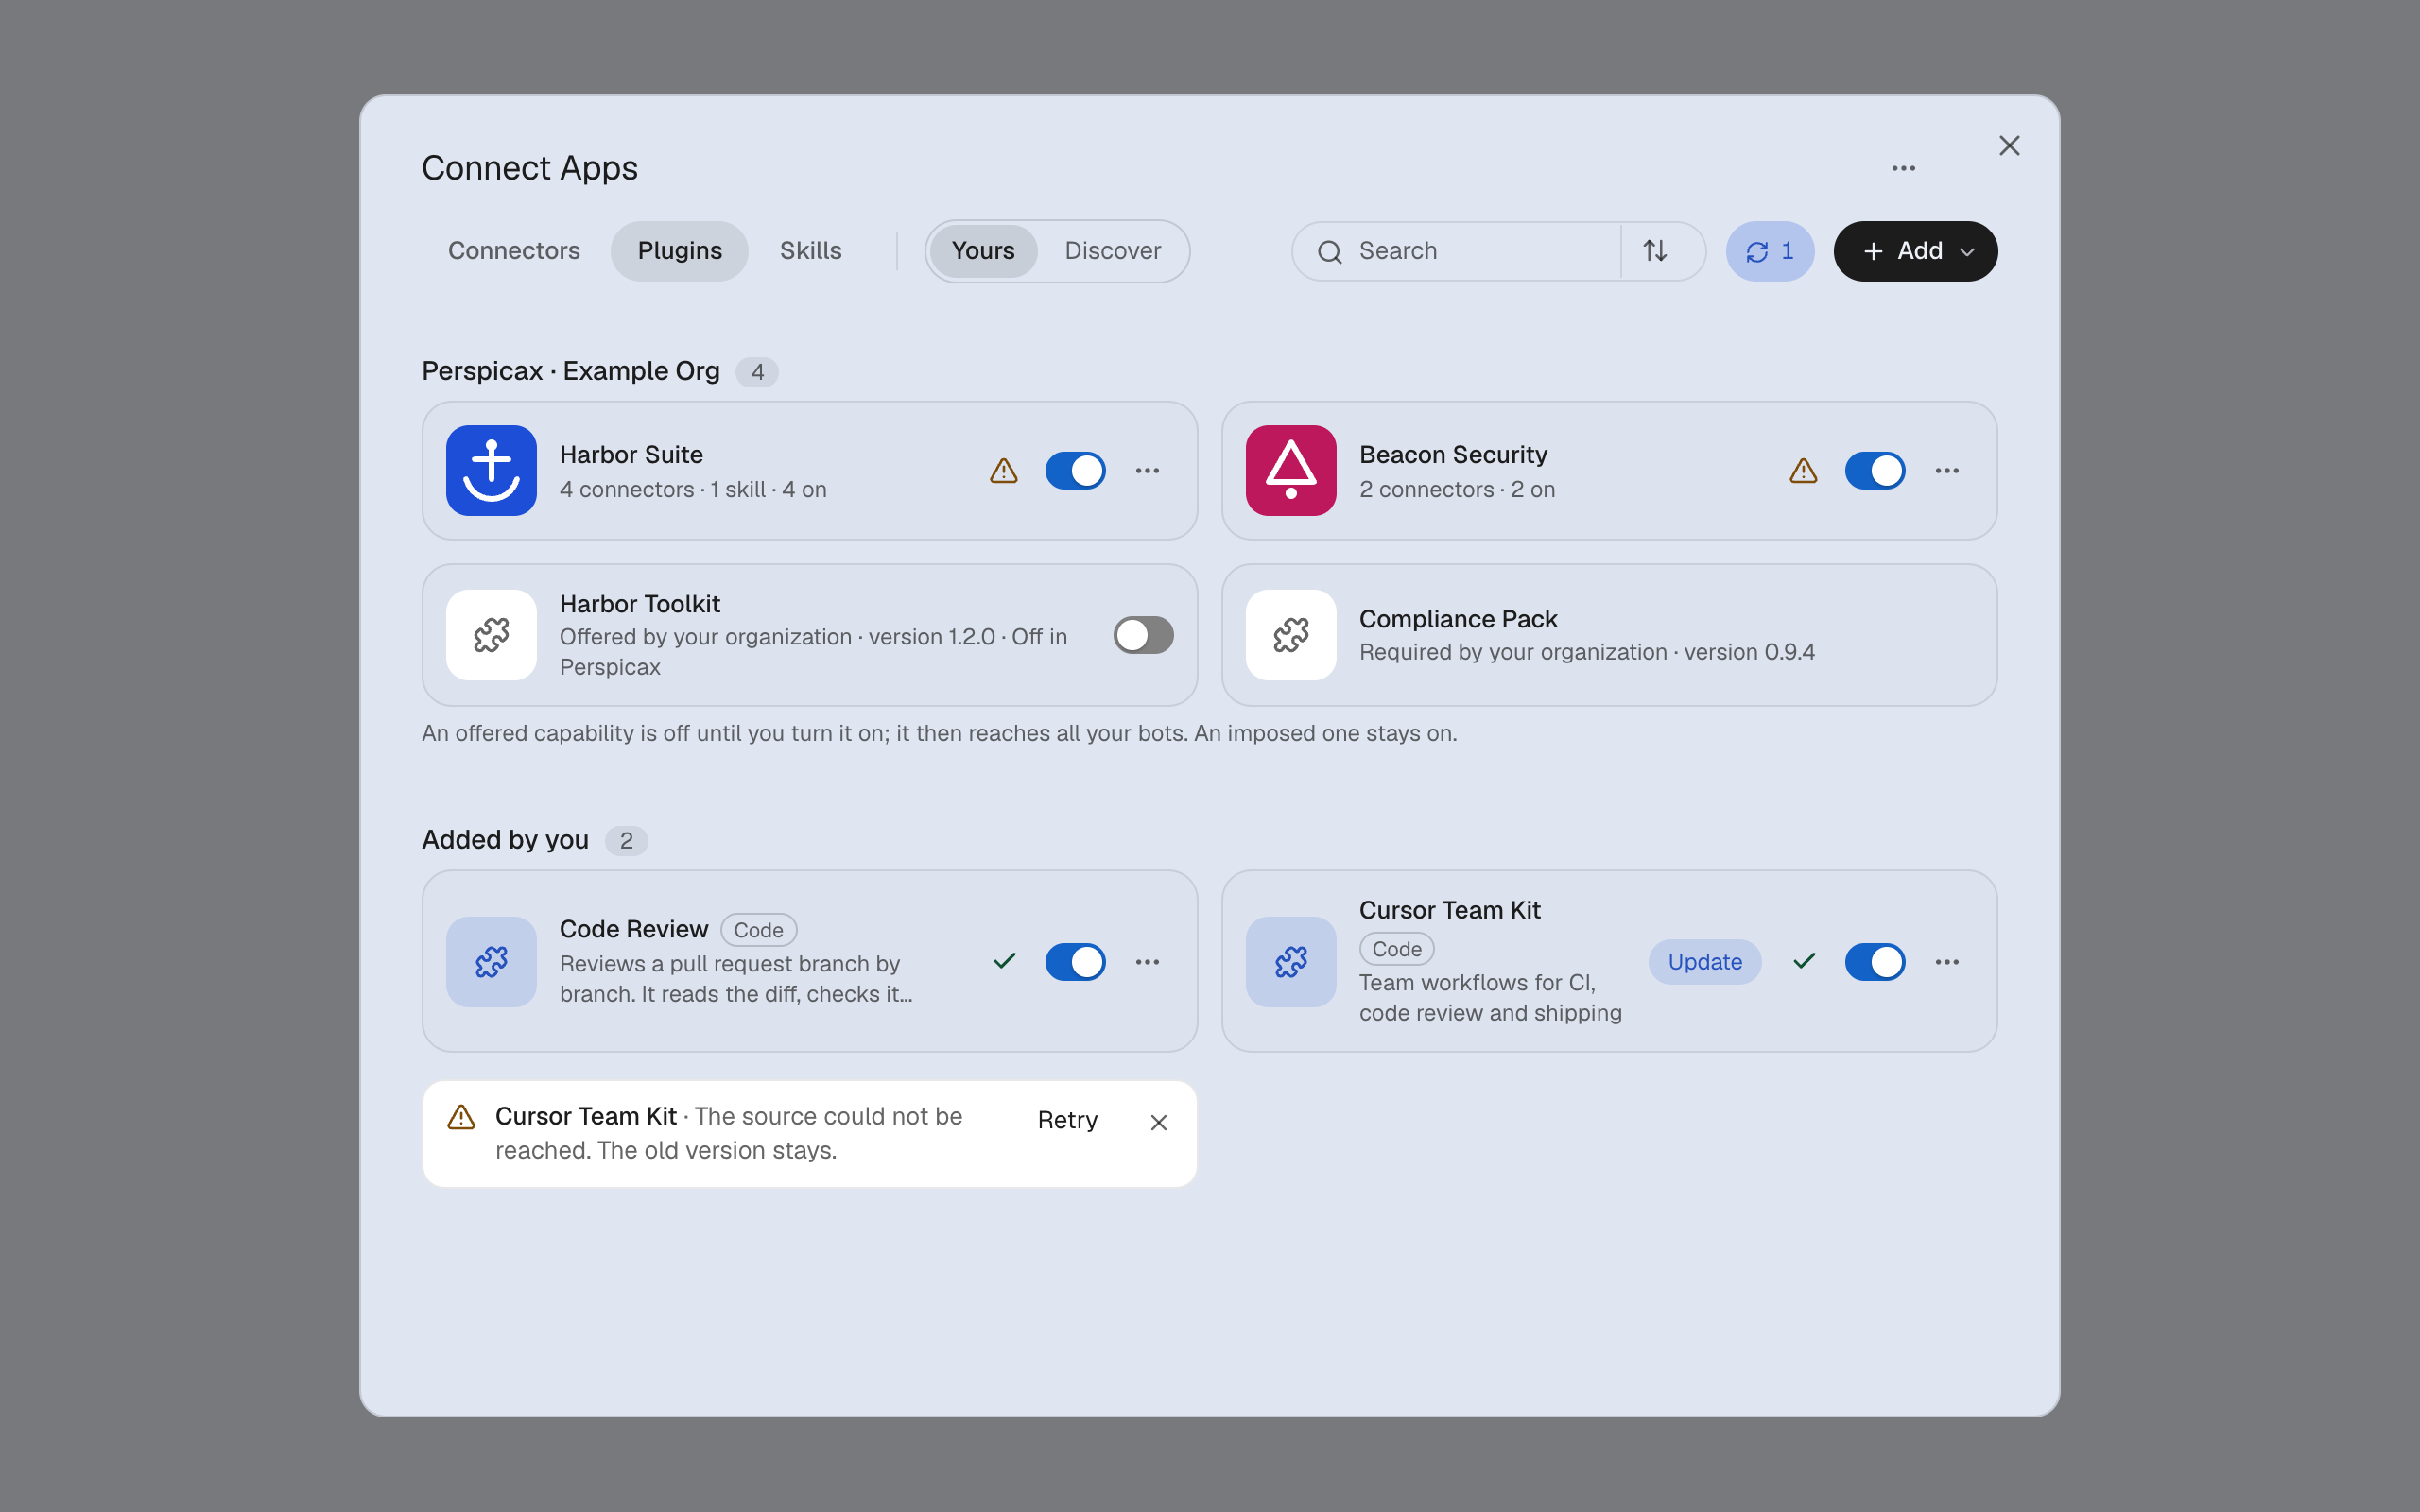 Connect Apps
Connectors Plugins Skills Yours Discover Search 1 Add
Perspicax · Example Org 4
Harbor Suite
4 connectors · 1 skill · 4 on
Beacon Security
2 connectors · 2 on
Harbor Toolkit
Offered by your organization · version 1.2.0 · Off in
Perspicax
Compliance Pack
Required by your organization · version 0.9.4
An offered capability is off until you turn it on; it then reaches all your bots. An imposed one stays on.
Added by you 2
Code Review Code
Reviews a pull request branch by
branch. It reads the diff, checks it…
Cursor Team Kit
Code
Team workflows for CI,
code review and shipping
Update
Cursor Team Kit · The source could not be
reached. The old version stays.
Retry